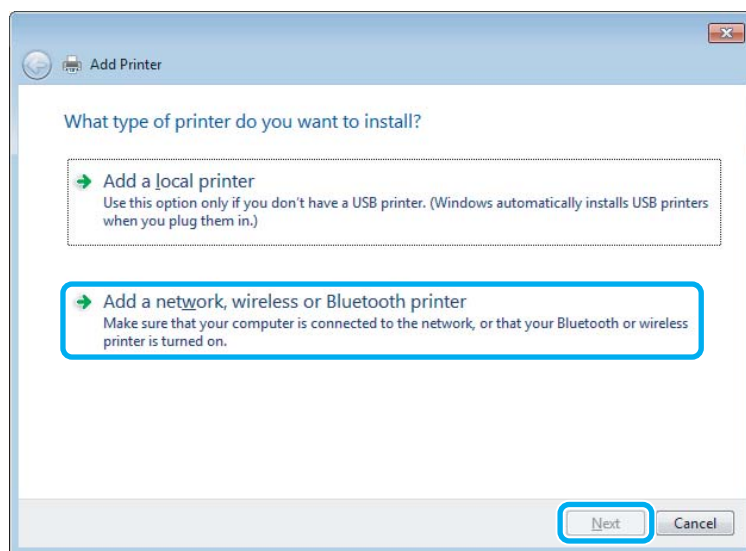 Add Printer
What type of printer do you want to install?
Add a local printer
Use this option only if you don't have a USB printer. (Windows automatically installs USB printers
when you plug them in.)
Add a network, wireless or Bluetooth printer
Make sure that your computer is connected to the network, or that your Bluetooth or wireless
printer is turned on.
Next Cancel